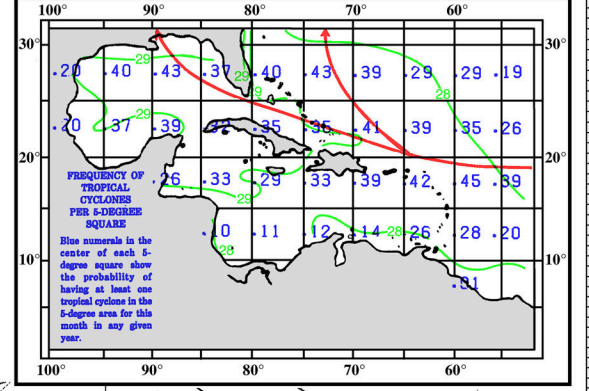 100° 90° 80° 70° 60°
30° 30°
29 29 29 28
.20 .40 .43 .37 .40 .43 .39 .29 .29 .19
29
.20 .37 .39 .35 .36 .41 .39 .35 .26
20° 20°
.26 .33 .29 .33 .39 .42 .45 .39
29
.10 .11 .12 .14 .26 .28 .20
28 28
10° 10°
.01
FREQUENCY OF
TROPICAL
CYCLONES
PER 5-DEGREE
SQUARE
Blue numerals in the
center of each 5-
degree square show
the probability of
having at least one
tropical cyclone in the
5-degree area for this
month in any given
year.
100° 90° 80° 70° 60°